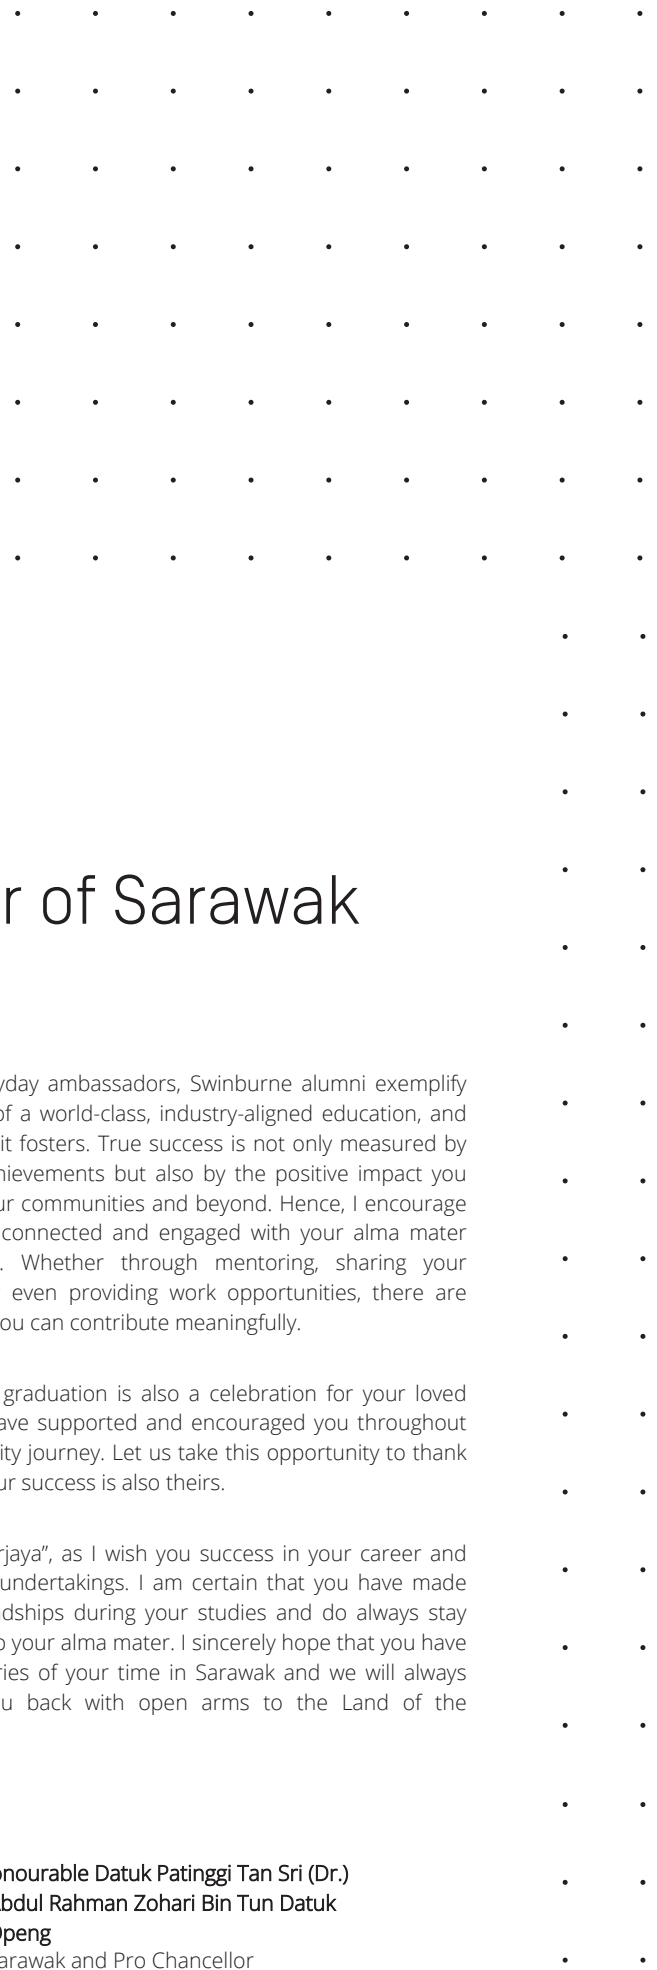 r of Sarawak
yday ambassadors, Swinburne alumni exemplify
of a world-class, industry-aligned education, and
it fosters. True success is not only measured by
hievements but also by the positive impact you
ur communities and beyond. Hence, I encourage
connected and engaged with your alma mater
. Whether through mentoring, sharing your
even providing work opportunities, there are
ou can contribute meaningfully.
graduation is also a celebration for your loved
ave supported and encouraged you throughout
ity journey. Let us take this opportunity to thank
ur success is also theirs.
rjaya”, as I wish you success in your career and
undertakings. I am certain that you have made
ndships during your studies and do always stay
o your alma mater. I sincerely hope that you have
ries of your time in Sarawak and we will always
u back with open arms to the Land of the
onourable Datuk Patinggi Tan Sri (Dr.)
Abdul Rahman Zohari Bin Tun Datuk
Openg
arawak and Pro Chancellor